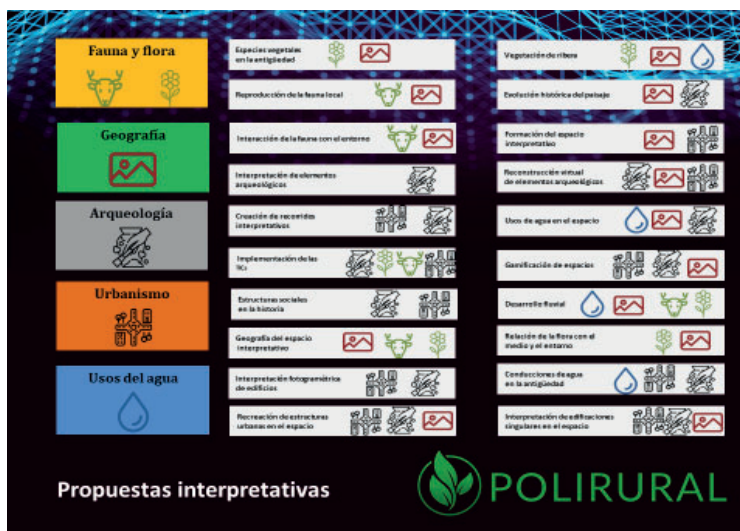 Fauna y flora
Geografía
Arqueología
Urbanismo
Usos del agua
Especies vegetales
en la antigüedad
Reproducción de la fauna local
Interacción de la fauna con el entorno
Interpretación de elementos
arqueológicos
Creación de recorridos
interpretativos
Implementación de las
TICs
Estructuras sociales
en la historia
Geografía del espacio
interpretativo
Interpretación fotogramétrica
de edificios
Recreación de estructuras
urbanas en el espacio
Vegetación de ribera
Evolución histórica del paisaje
Formación del espacio
interpretativo
Reconstrucción virtual
de elementos arqueológicos
Usos de agua en el espacio
Gamificación de espacios
Desarrollo fluvial
Relación de la flora con el
medio y el entorno
Conducciones de agua
en la antigüedad
Interpretación de edificaciones
singulares en el espacio
Propuestas interpretativas
POLIRURAL